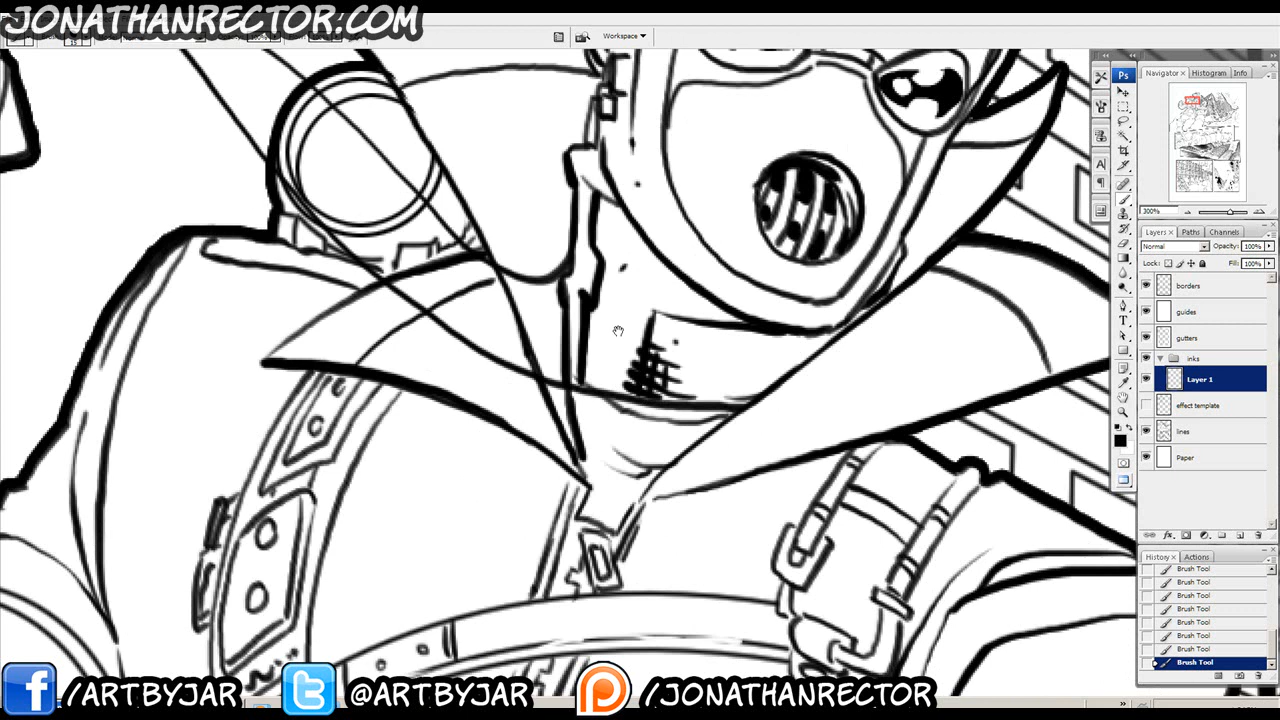 JONATHANRECTOR.COM
Workspace
Ps
Navigator × Histogram Info
300%
Layers × Paths Channels
Normal Opacity: 100%
Lock: Fill: 100%
borders
guides
gutters
inks
Layer 1
effect template
lines
Paper
History × Actions
Brush Tool
Brush Tool
Brush Tool
Brush Tool
Brush Tool
Brush Tool
Brush Tool
Brush Tool
/ARTBYJAR @ARTBYJAR /JONATHANRECTOR